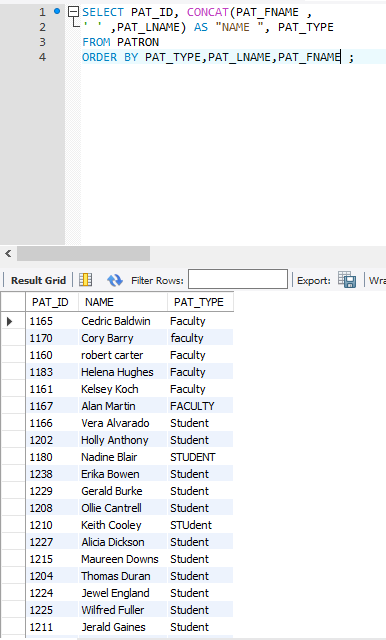 1 SELECT PAT_ID, CONCAT(PAT_FNAME ,
2 ' ' ,PAT_LNAME) AS "NAME ", PAT_TYPE
3 FROM PATRON
4 ORDER BY PAT_TYPE,PAT_LNAME,PAT_FNAME ;
Result Grid Filter Rows: Export: Wra
PAT_ID NAME PAT_TYPE
1165 Cedric Baldwin Faculty
1170 Cory Barry faculty
1160 robert carter Faculty
1183 Helena Hughes Faculty
1161 Kelsey Koch Faculty
1167 Alan Martin FACULTY
1166 Vera Alvarado Student
1202 Holly Anthony Student
1180 Nadine Blair STUDENT
1238 Erika Bowen Student
1229 Gerald Burke Student
1208 Ollie Cantrell Student
1210 Keith Cooley STUdent
1227 Alicia Dickson Student
1215 Maureen Downs Student
1204 Thomas Duran Student
1224 Jewel England Student
1225 Wilfred Fuller Student
1211 Jerald Gaines Student